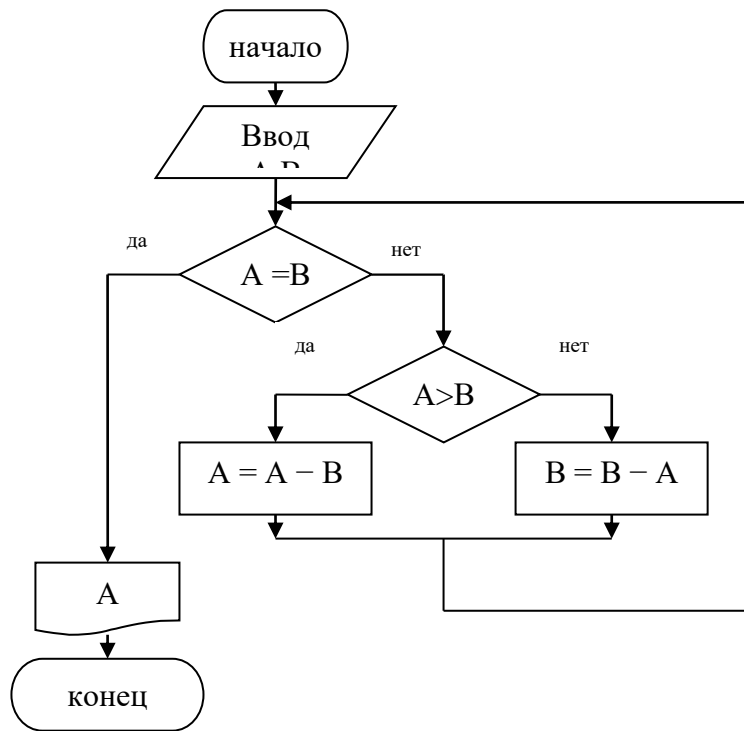 начало
Ввод
да
A =B
нет
да
A>B
нет
A = A − B
B = B − A
A
конец